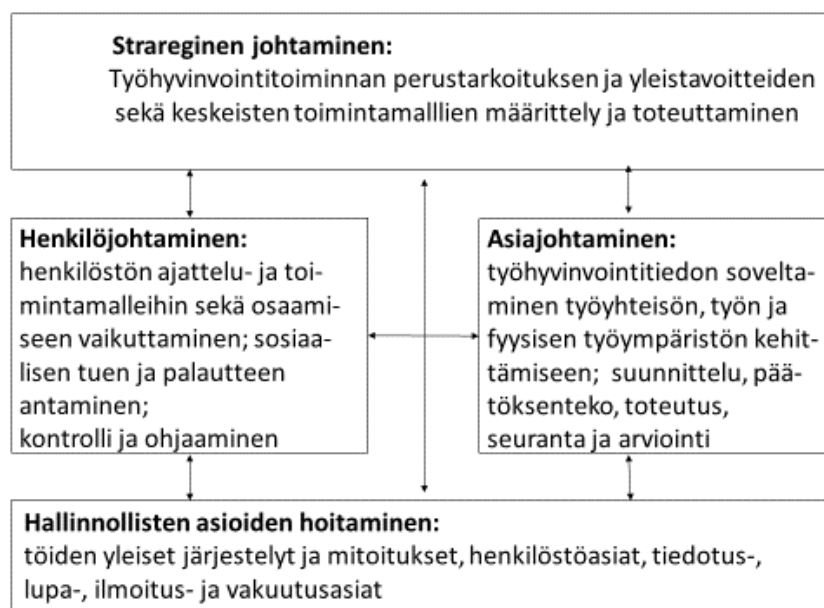 Strareginen johtaminen:
Työhyvinvointitoiminnan perustarkoituksen ja yleistavoitteiden
sekä keskeisten toimintamalllien määrittely ja toteuttaminen
Henkilöjohtaminen:
henkilöstön ajattelu- ja toi-
mintamalleihin sekä osaami-
seen vaikuttaminen; sosiaa-
lisen tuen ja palautteen
antaminen;
kontrolli ja ohjaaminen
Asiajohtaminen:
työhyvinvointitiedon sovelta-
minen työyhteisön, työn ja
fyysisen työympäristön kehit-
tämiseen; suunnittelu, pää-
töksenteko, toteutus,
seuranta ja arviointi
Hallinnollisten asioiden hoitaminen:
töiden yleiset järjestelyt ja mitoitukset, henkilöstöasiat, tiedotus-,
lupa-, ilmoitus- ja vakuutusasiat